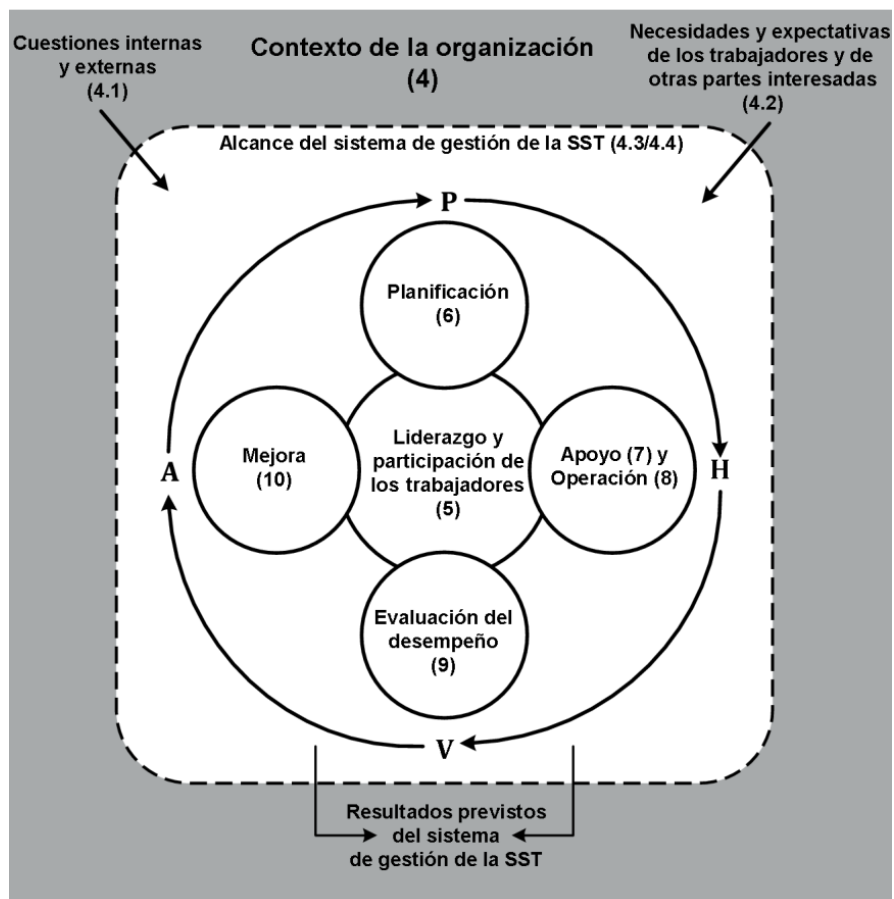 Cuestiones internas
y externas
(4.1)
Contexto de la organización
(4)
Necesidades y expectativas
de los trabajadores y de
otras partes interesadas
(4.2)
Alcance del sistema de gestión de la SST (4.3/4.4)
P
Planificación
(6)
A
Mejora
(10)
Liderazgo y
participación de
los trabajadores
(5)
Apoyo (7) y
Operación (8)
H
Evaluación del
desempeño
(9)
V
Resultados previstos
del sistema
de gestión de la SST